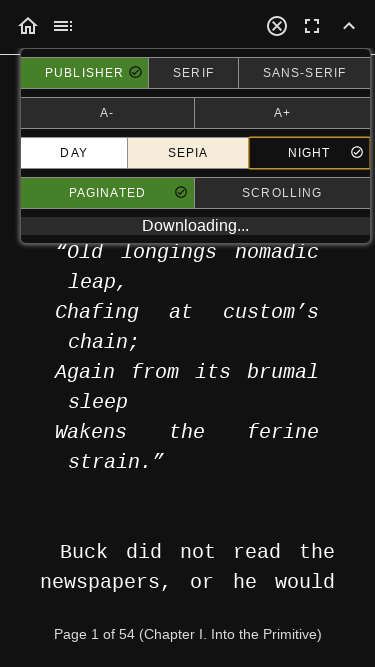 PUBLISHER SERIF SANS-SERIF
A- A+
DAY SEPIA NIGHT
PAGINATED SCROLLING
Downloading...
“Old longings nomadic
leap,
Chafing at custom’s
chain;
Again from its brumal
sleep
Wakens the ferine
strain.”
Buck did not read the
newspapers, or he would
Page 1 of 54 (Chapter I. Into the Primitive)